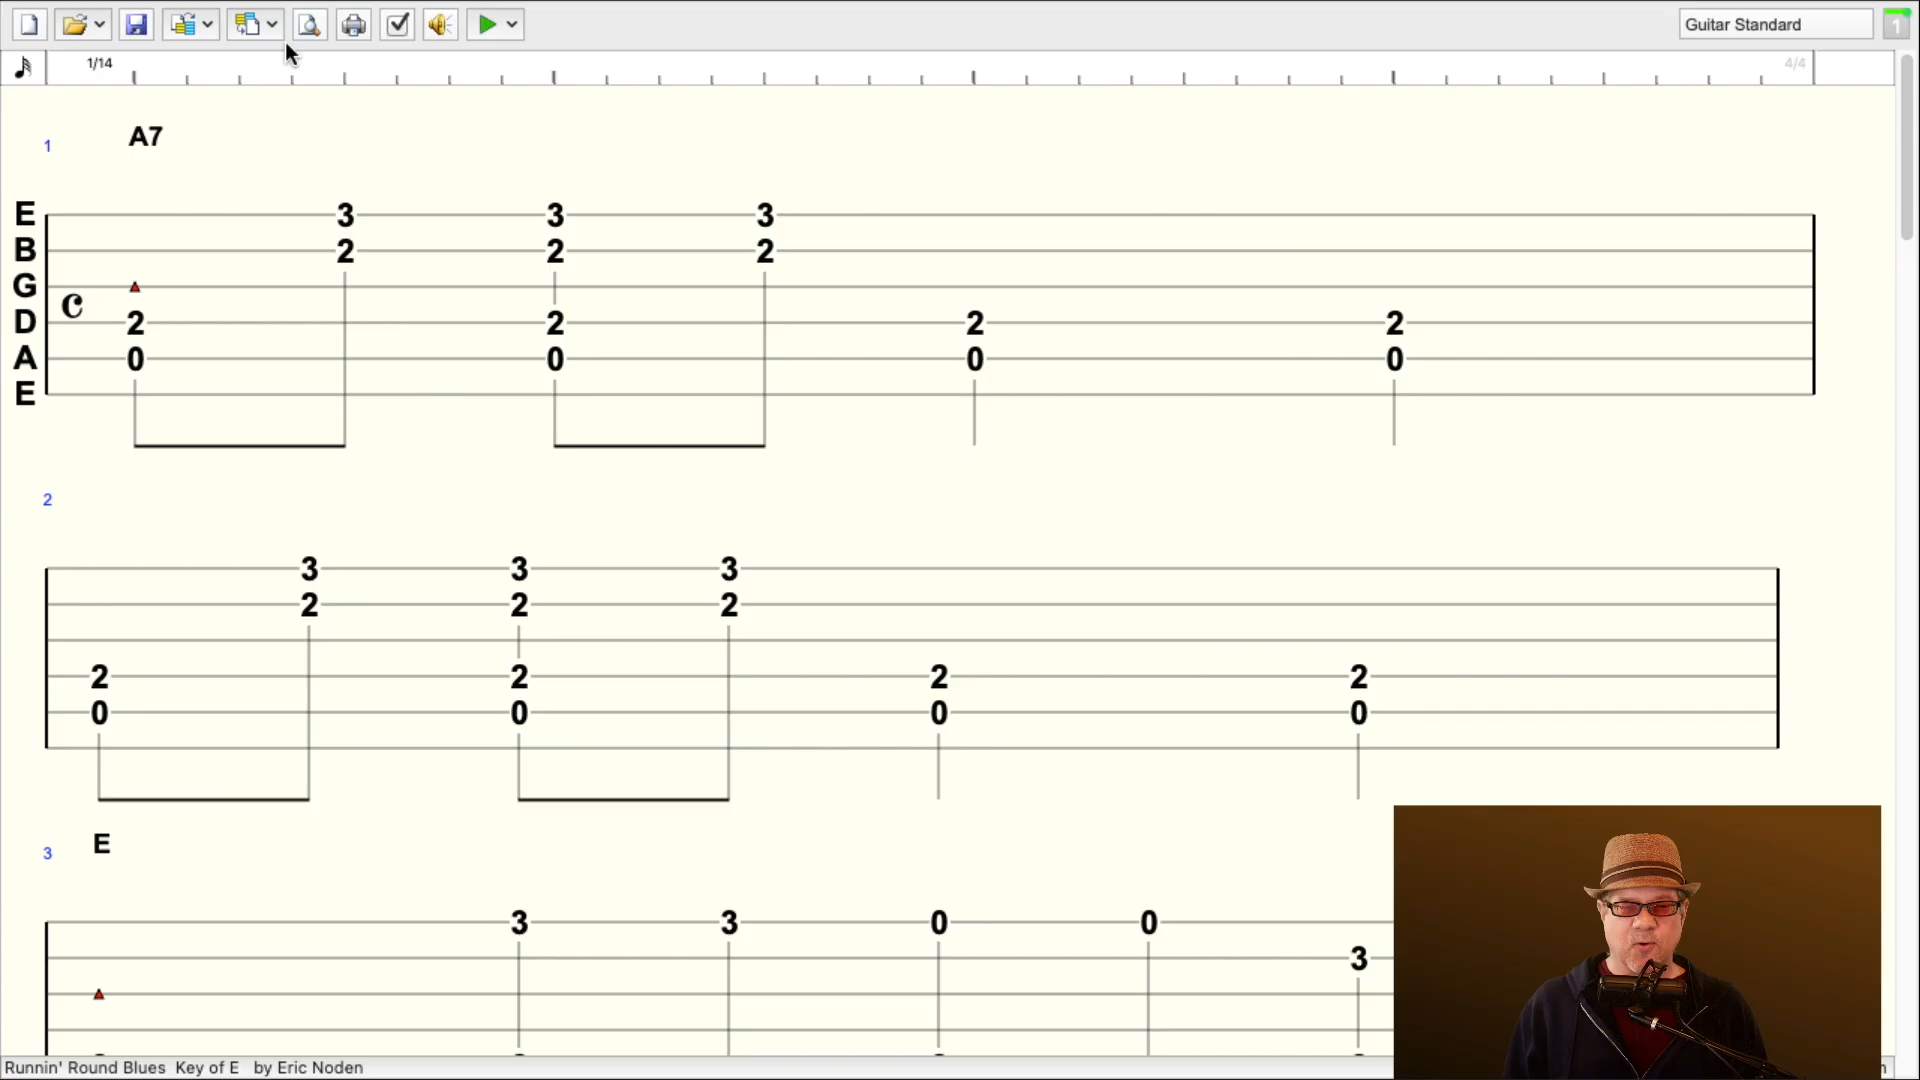 Guitar Standard
1
1/14
4/4
1
A7
E 3 3 3
B 2 2 2
G
C
D 2 2 2 2
A 0 0 0 0
E
2
3 3 3
2 2 2
2 2 2 2
0 0 0 0
E
3
3 3 0 0
3
Runnin' Round Blues Key of E by Eric Noden